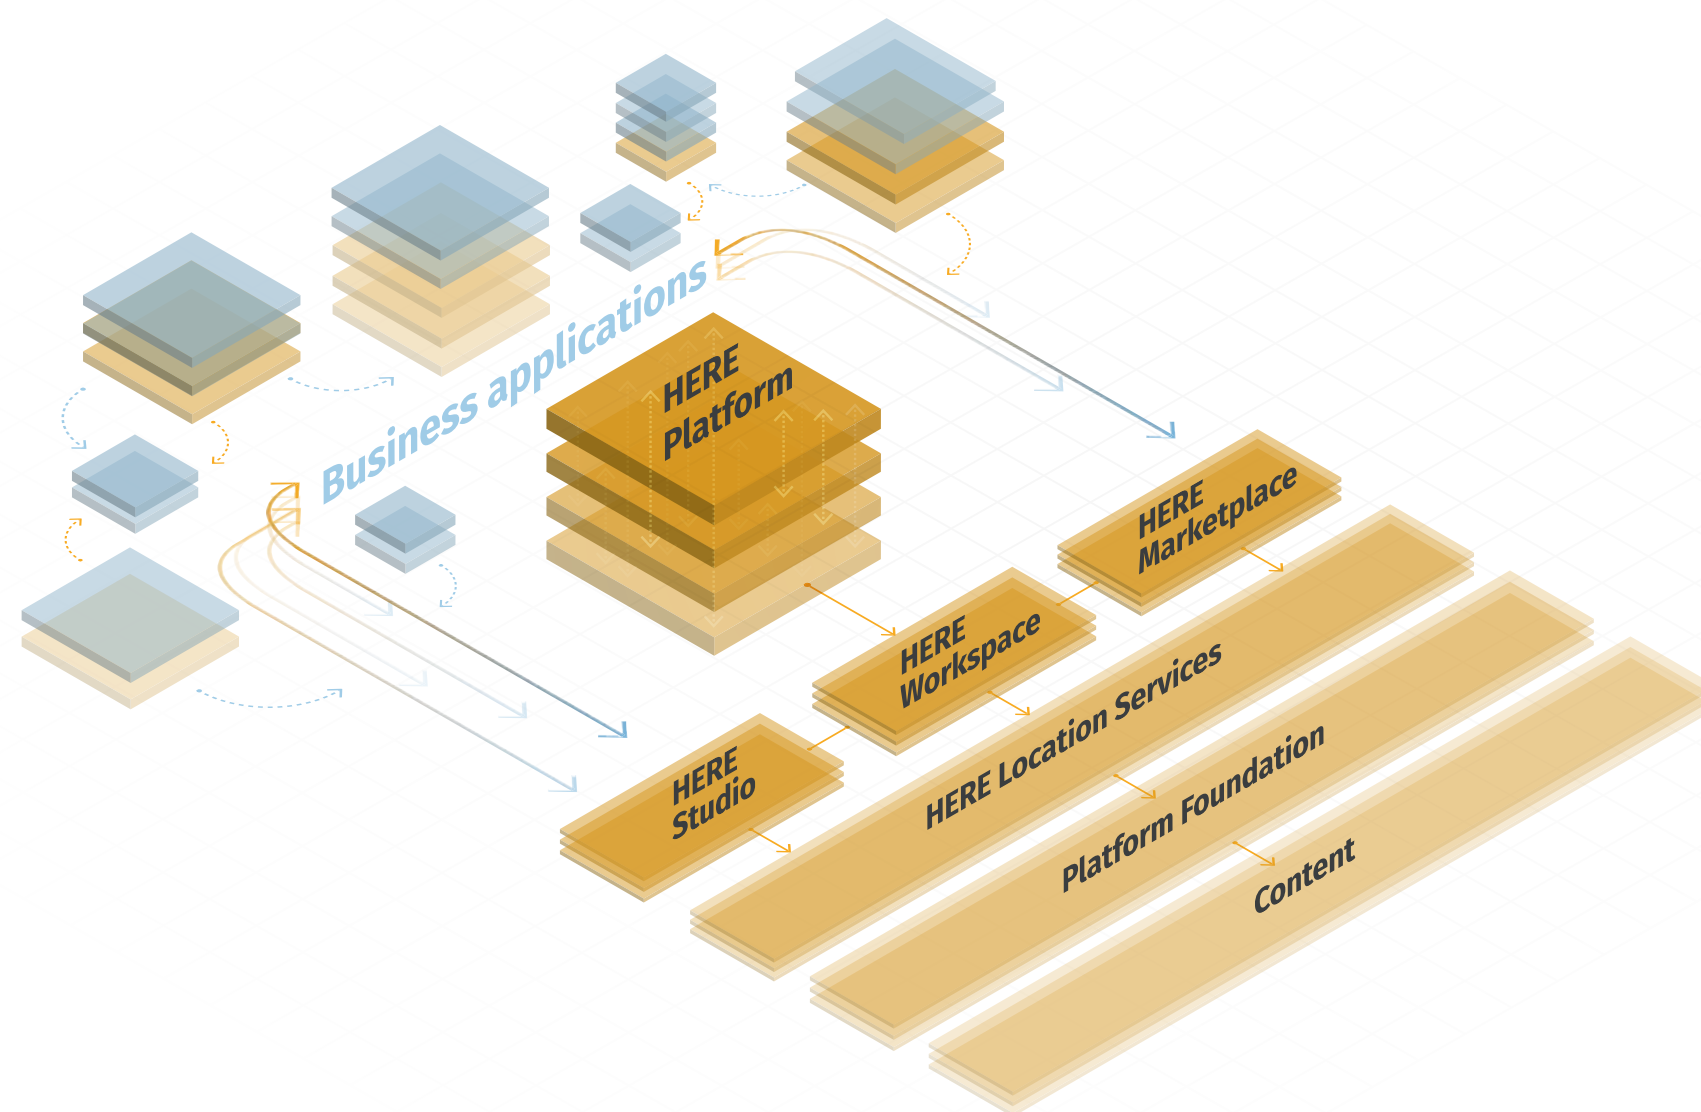 Business applications
HERE
Platform
HERE
Marketplace
HERE
Workspace
HERE
Studio
HERE Location Services
Platform Foundation
Content